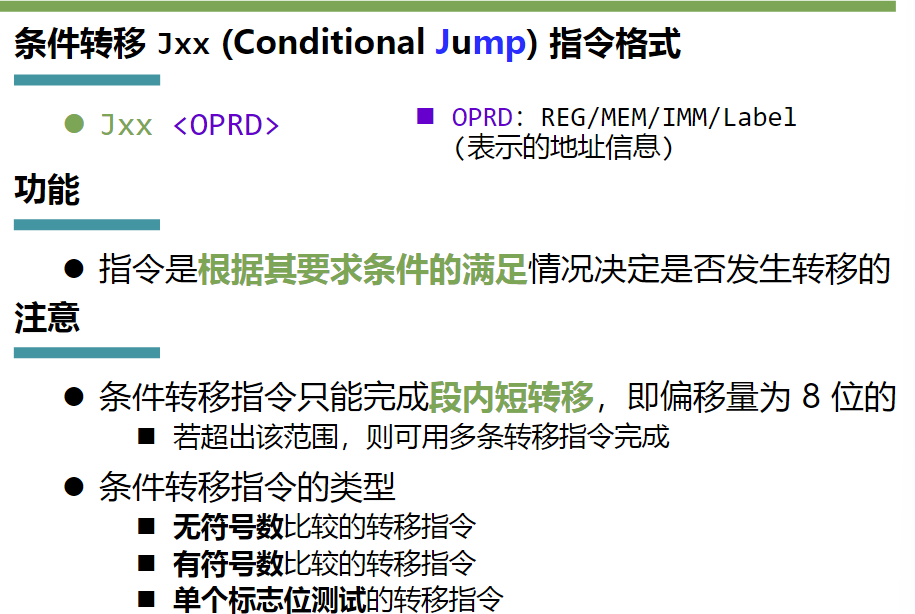 条件转移 Jxx (Conditional Jump) 指令格式
● Jxx <OPRD>
■ OPRD：REG/MEM/IMM/Label
(表示的地址信息)
功能
● 指令是根据其要求条件的满足情况决定是否发生转移的
注意
● 条件转移指令只能完成段内短转移，即偏移量为 8 位的
■ 若超出该范围，则可用多条转移指令完成
● 条件转移指令的类型
■ 无符号数比较的转移指令
■ 有符号数比较的转移指令
■ 单个标志位测试的转移指令